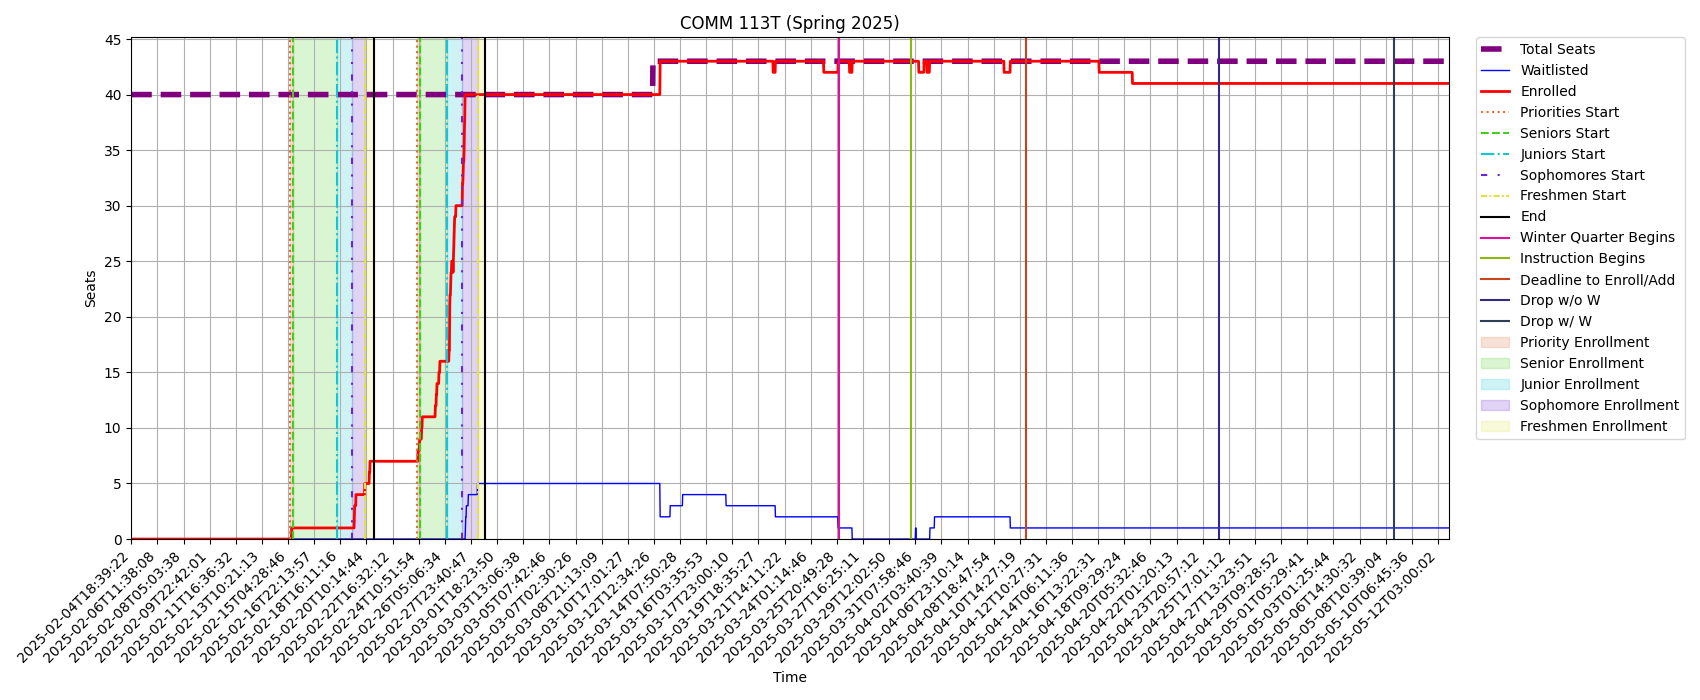 COMM 113T (Spring 2025)
45
40
35
30
25
20
15
10
5
0
Seats
2025-02-04T18:39:22
2025-02-06T11:38:08
2025-02-08T05:03:38
2025-02-09T22:42:01
2025-02-11T16:36:32
2025-02-13T10:21:13
2025-02-15T04:28:46
2025-02-16T22:13:57
2025-02-18T16:11:16
2025-02-20T10:14:44
2025-02-22T16:32:12
2025-02-24T10:51:54
2025-02-26T05:06:34
2025-02-27T23:40:47
2025-03-01T18:23:50
2025-03-03T13:06:38
2025-03-05T07:42:46
2025-03-07T02:30:26
2025-03-08T21:13:09
2025-03-10T17:01:27
2025-03-12T12:34:26
2025-03-14T07:50:28
2025-03-16T03:35:53
2025-03-17T23:00:10
2025-03-19T18:35:27
2025-03-21T14:11:22
2025-03-24T01:14:46
2025-03-25T20:49:28
2025-03-27T16:25:11
2025-03-29T12:02:50
2025-03-31T07:58:46
2025-04-02T03:40:39
2025-04-06T23:10:14
2025-04-08T18:47:54
2025-04-10T14:27:19
2025-04-12T10:27:31
2025-04-14T06:11:36
2025-04-16T13:22:31
2025-04-18T09:29:24
2025-04-20T05:32:46
2025-04-22T01:20:13
2025-04-23T20:57:12
2025-04-25T17:01:12
2025-04-27T13:23:51
2025-04-29T09:28:52
2025-05-01T05:29:41
2025-05-03T01:25:44
2025-05-06T14:30:32
2025-05-08T10:39:04
2025-05-10T06:45:36
2025-05-12T03:00:02
Time
Total Seats
Waitlisted
Enrolled
Priorities Start
Seniors Start
Juniors Start
Sophomores Start
Freshmen Start
End
Winter Quarter Begins
Instruction Begins
Deadline to Enroll/Add
Drop w/o W
Drop w/ W
Priority Enrollment
Senior Enrollment
Junior Enrollment
Sophomore Enrollment
Freshmen Enrollment